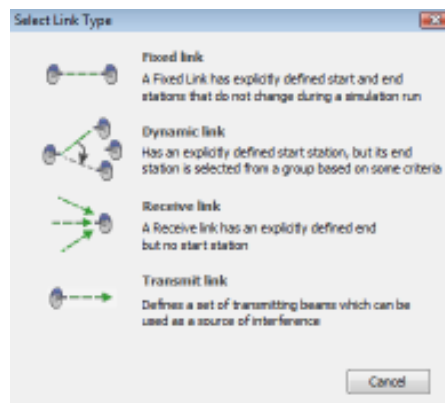 Select Link Type
Fixed link
A Fixed Link has explicitly defined start and end
stations that do not change during a simulation run
Dynamic link
Has an explicitly defined start station, but its end
station is selected from a group based on some criteria
Receive link
A Receive link has an explicitly defined end
but no start station
Transmit link
Defines a set of transmitting beams which can be
used as a source of interference
Cancel